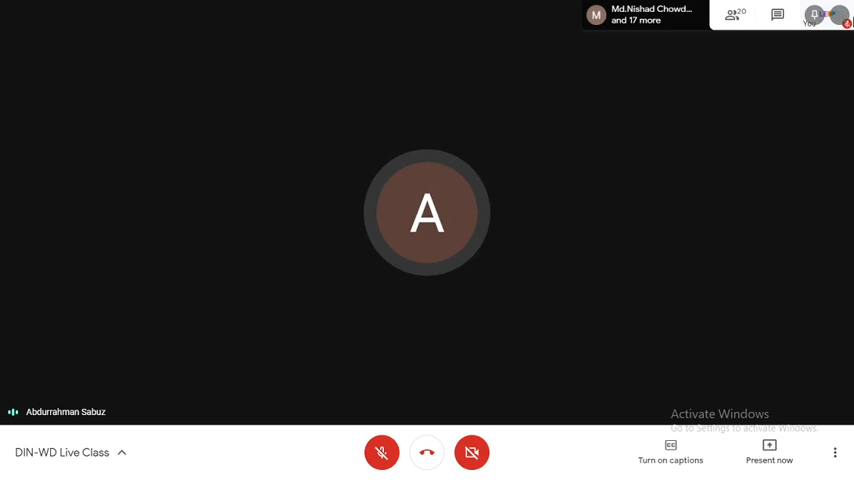 M
Md.Nishad Chowd...
and 17 more
20
You
A
Abdurrahman Sabuz
Activate Windows
Go to Settings to activate Windows.
DIN-WD Live Class
CC
Turn on captions
Present now